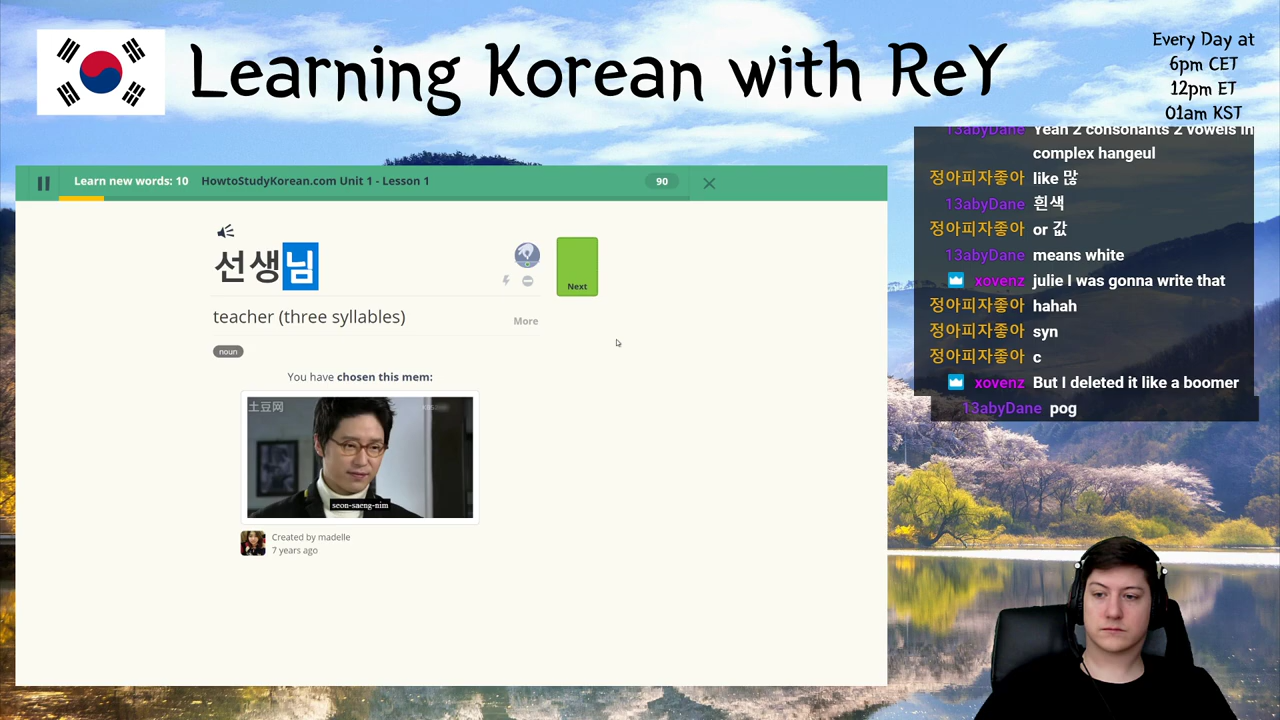 Learning Korean with ReY
Every Day at
6pm CET
12pm ET
01am KST
Learn new words: 10 HowtoStudyKorean.com Unit 1 - Lesson 1
90
선생님
Next
teacher (three syllables)
More
noun
You have chosen this mem:
土豆网
seon-saeng-nim
Created by madelle
7 years ago
13abyDane Yeah 2 consonants 2 vowels in
complex hangeul
정아피자좋아 like 많
13abyDane 흰색
정아피자좋아 or 값
13abyDane means white
xovenz julie I was gonna write that
정아피자좋아 hahah
정아피자좋아 syn
정아피자좋아 c
xovenz But I deleted it like a boomer
13abyDane pog